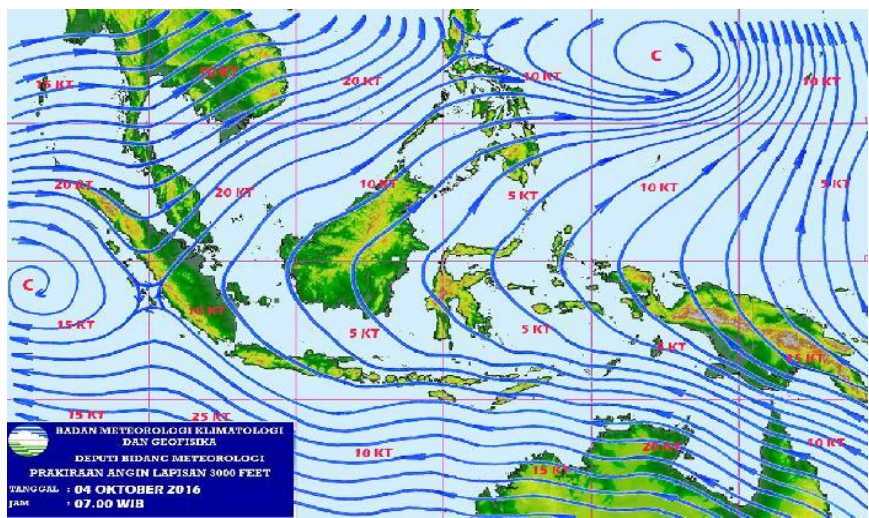 C
15 KT
10 KT
20 KT
10 KT
10 KT
20 KT
20 KT
10 KT
5 KT
10 KT
5 KT
C
15 KT
5 KT
5 KT
15 KT
15 KT
25 KT
10 KT
15 KT
20 KT
10 KT
BADAN METEOROLOGI KLIMATOLOGI
DAN GEOFISIKA
DEPUTI BIDANG METEOROLOGI
PRAKIRAAN ANGIN LAPISAN 3000 FEET
TANGGAL : 04 OKTOBER 2016
JAM : 07.00 WIB